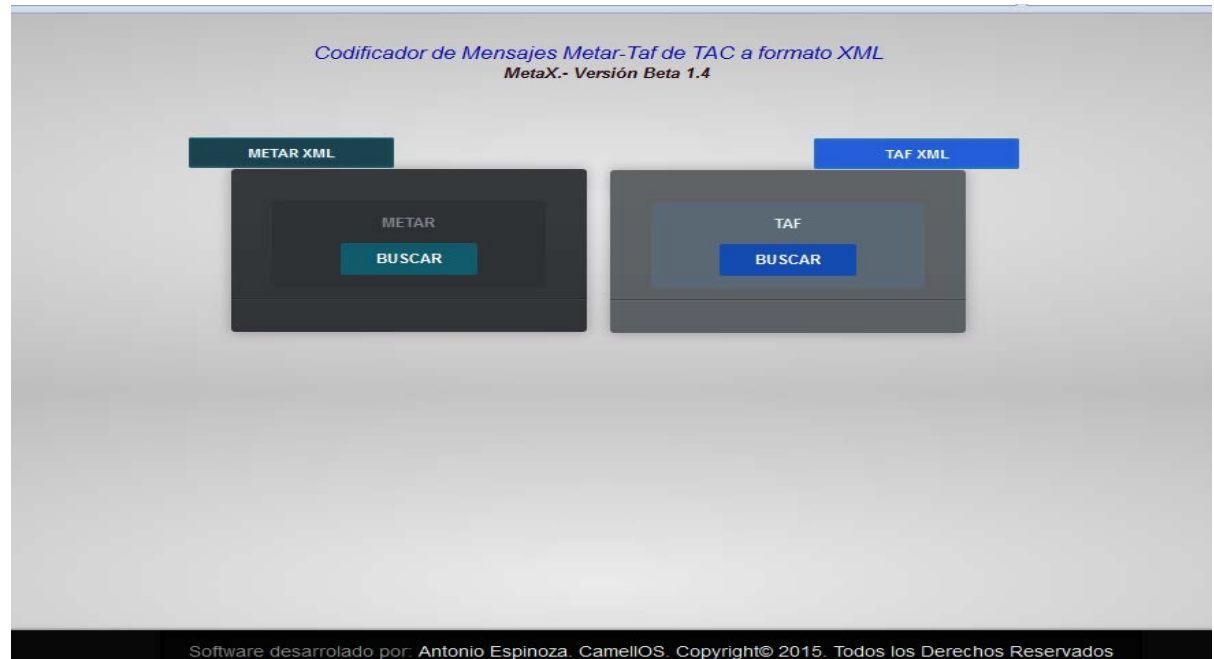 Codificador de Mensajes Metar-Taf de TAC a formato XML
MetaX.- Versión Beta 1.4
METAR XML
TAF XML
METAR
TAF
BUSCAR
BUSCAR
Software desarrolado por: Antonio Espinoza. CamellOS. Copyright© 2015. Todos los Derechos Reservados